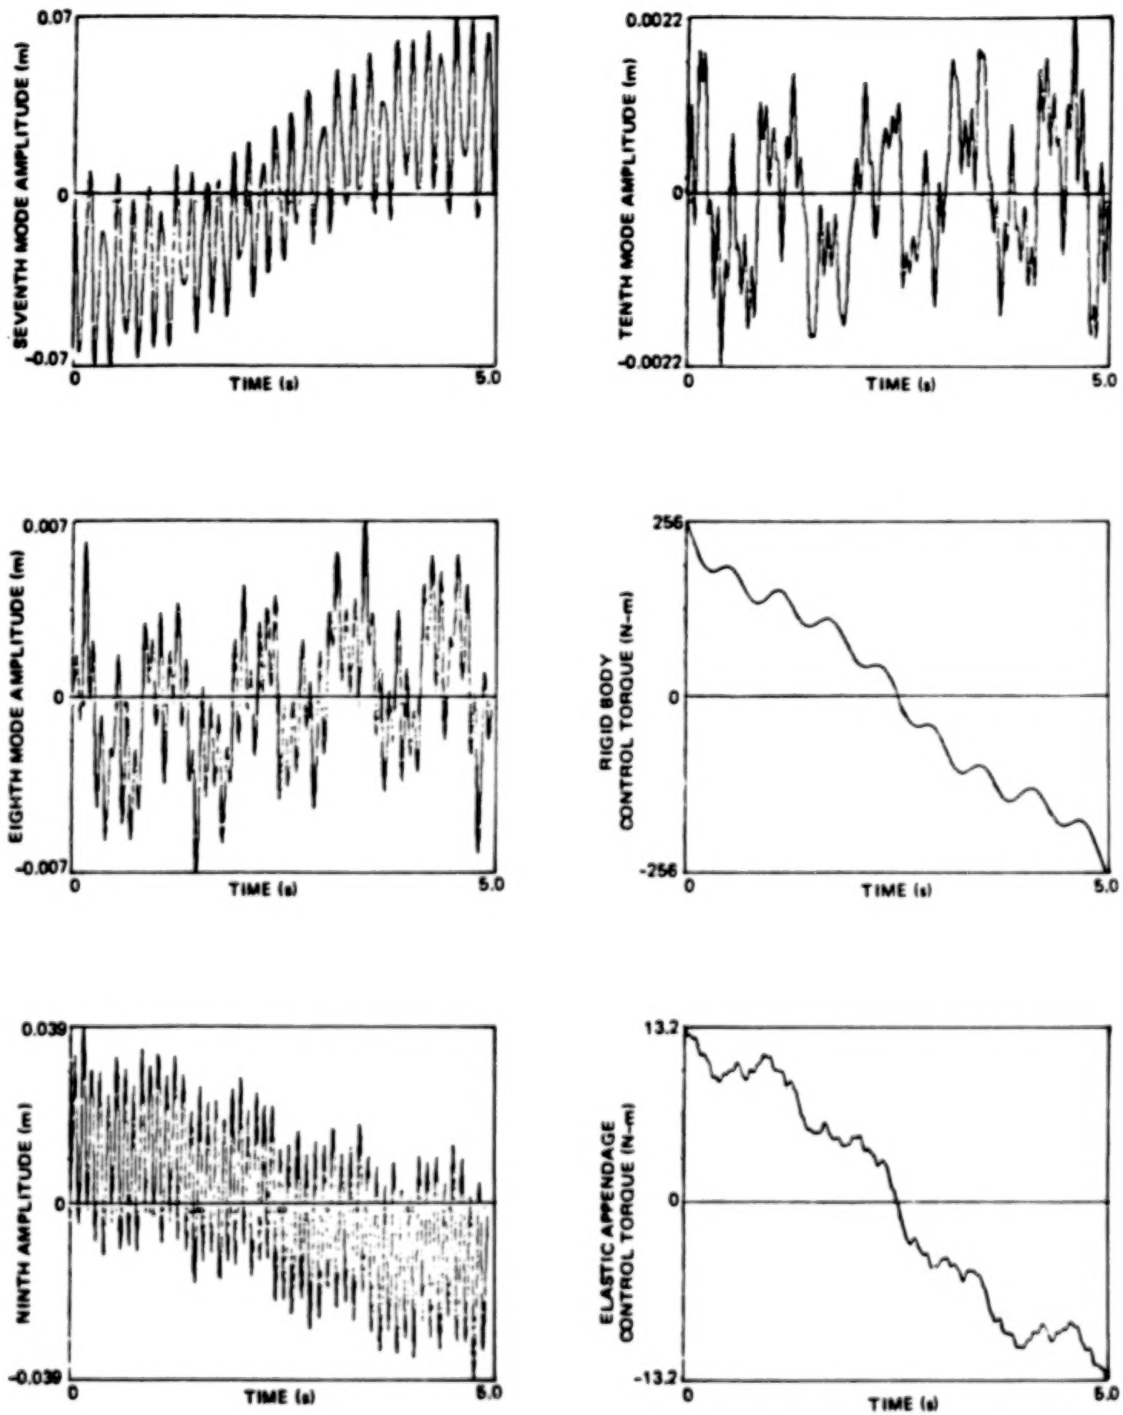 0.07
SEVENTH MODE AMPLITUDE (m)
0
-0.07
0
TIME (s)
5.0
0.0022
TENTH MODE AMPLITUDE (m)
0
-0.0022
0
TIME (s)
5.0
0.007
EIGHTH MODE AMPLITUDE (m)
0
-0.007
0
TIME (s)
5.0
256
RIGID BODY
CONTROL TORQUE (N-m)
0
-256
0
TIME (s)
5.0
0.039
NINTH AMPLITUDE (m)
0
-0.039
0
TIME (s)
5.0
13.2
ELASTIC APPENDAGE
CONTROL TORQUE (N-m)
0
-13.2
0
TIME (s)
5.0